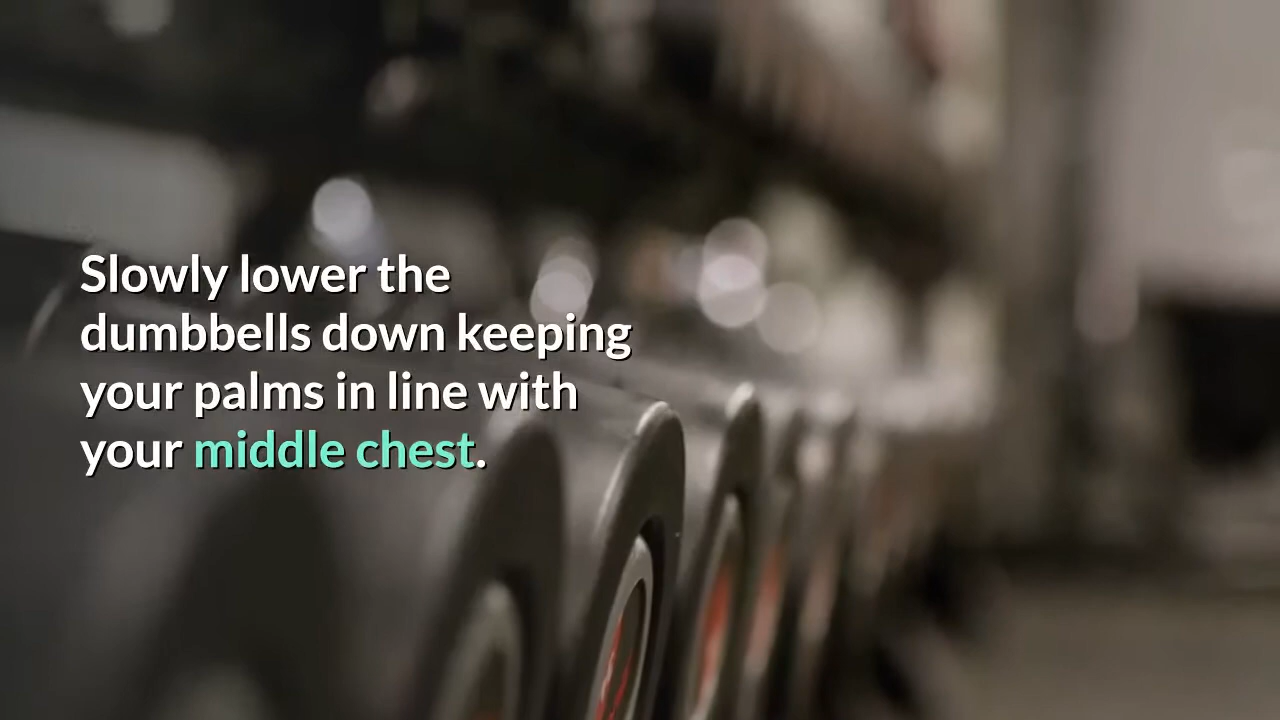 Slowly lower the
dumbbells down keeping
your palms in line with
your middle chest.